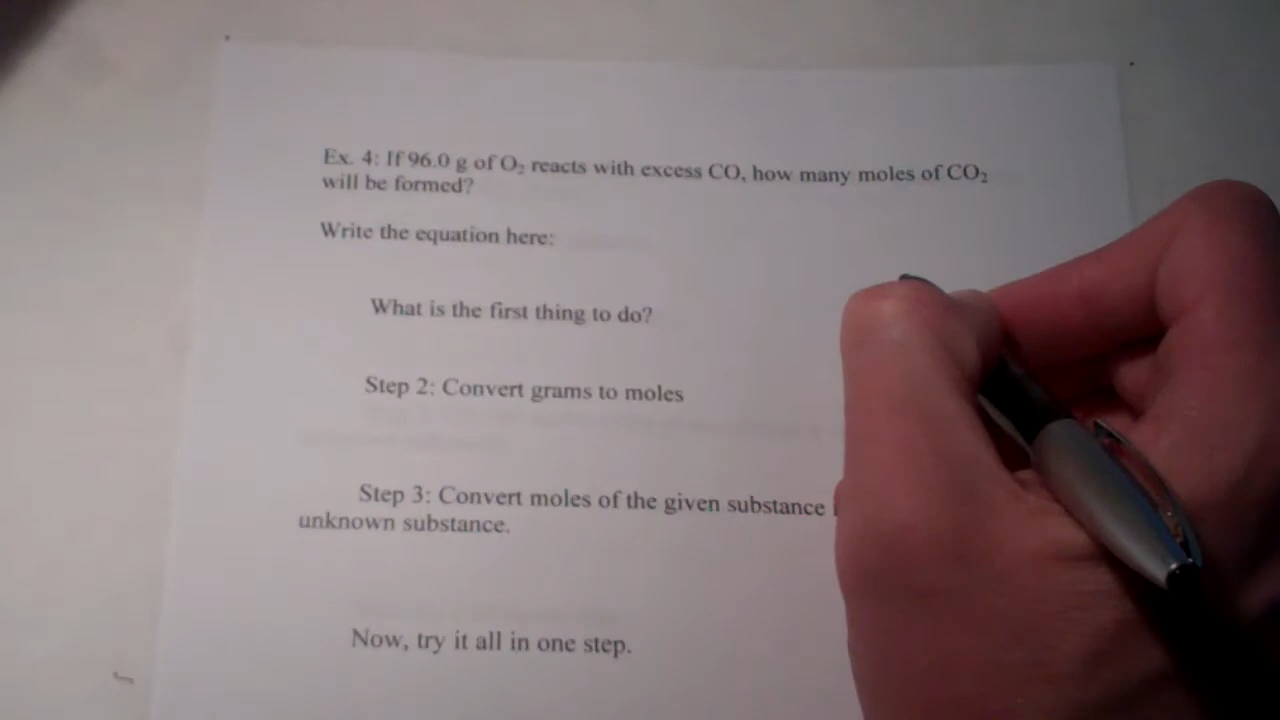 Ex. 4: If 96.0 g of O₂ reacts with excess CO, how many moles of CO₂
will be formed?
Write the equation here:
What is the first thing to do?
Step 2: Convert grams to moles
Step 3: Convert moles of the given substance
unknown substance.
Now, try it all in one step.